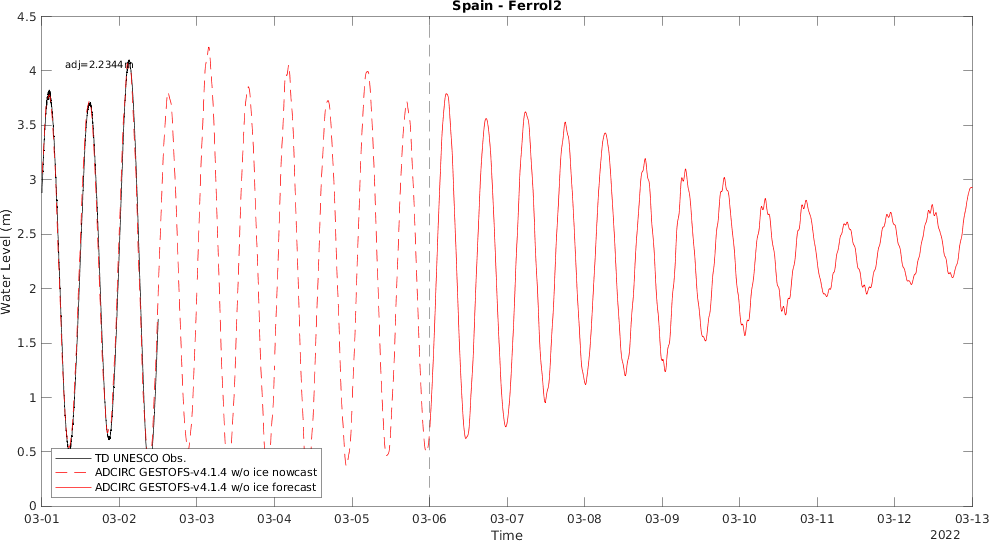 Spain - Ferrol2
4.5
4
3.5
3
2.5
2
1.5
1
0.5
0
Water Level (m)
adj=2.2344m
TD UNESCO Obs.
ADCIRC GESTOFS-v4.1.4 w/o ice nowcast
ADCIRC GESTOFS-v4.1.4 w/o ice forecast
03-01 03-02 03-03 03-04 03-05 03-06 03-07 03-08 03-09 03-10 03-11 03-12 03-13
Time
2022